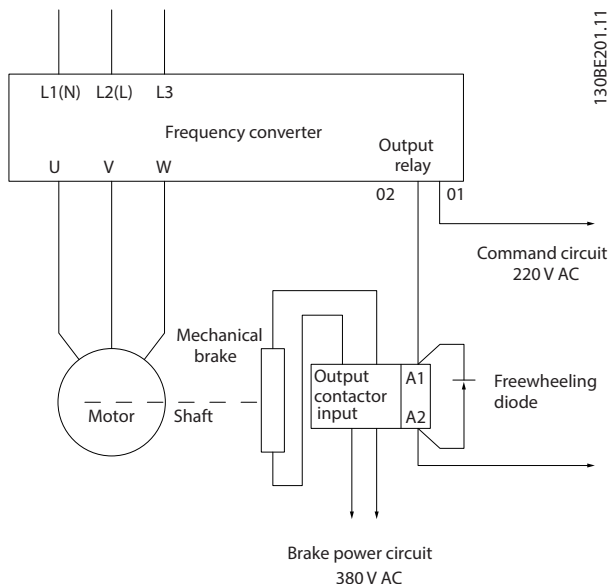 130BE201.11
L1(N) L2(L) L3
Frequency converter
U V W
Output
relay
02 01
Command circuit
220 V AC
Mechanical
brake
Output
contactor
input
A1
A2
Freewheeling
diode
Motor Shaft
Brake power circuit
380 V AC